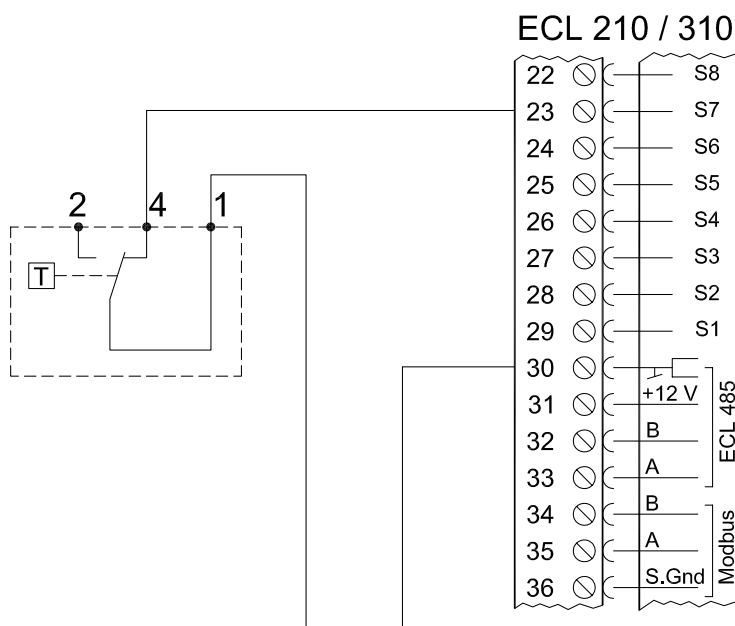 ECL 210 / 310
22 S8
23 S7
24 S6
25 S5
26 S4
27 S3
28 S2
29 S1
30
31 +12 V
32 B
33 A
ECL 485
34 B
35 A
36 S.Gnd
Modbus
2 4 1
T